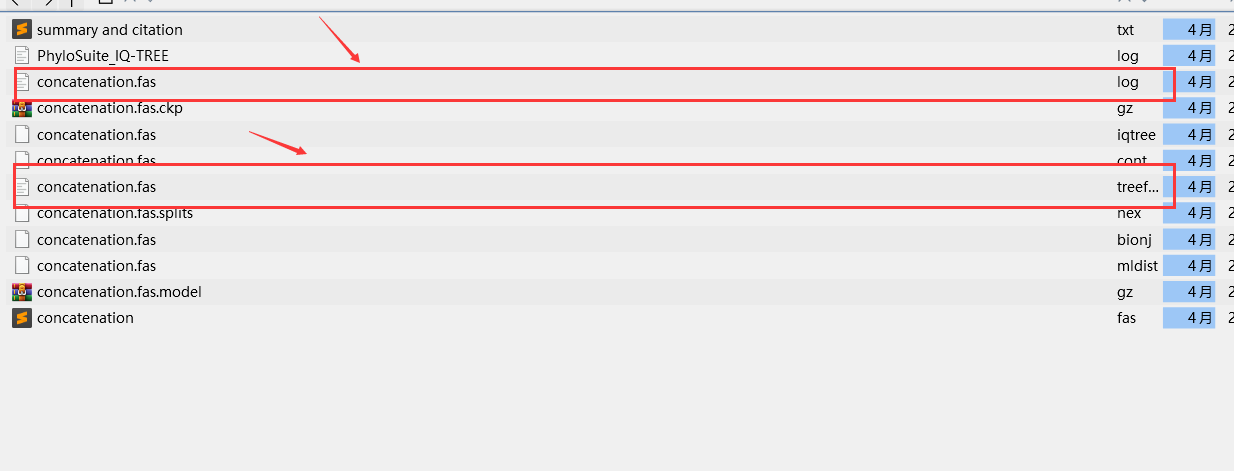 summary and citation txt 4月 2
PhyloSuite_IQ-TREE log 4月 2
concatenation.fas log 4月 2
concatenation.fas.ckp gz 4月 2
concatenation.fas iqtree 4月 2
concatenation.fas cont 4月 2
concatenation.fas treef... 4月 2
concatenation.fas.splits nex 4月 2
concatenation.fas bionj 4月 2
concatenation.fas mldist 4月 2
concatenation.fas.model gz 4月 2
concatenation fas 4月 2